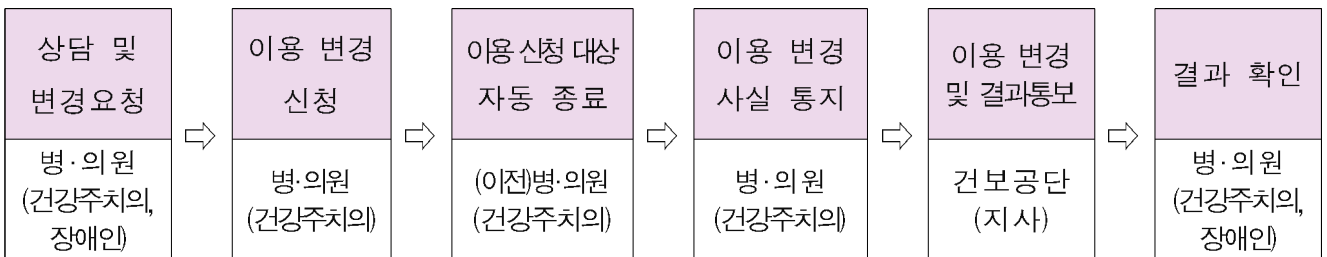 상담 및
변경요청
병·의원
(건강주치의,
장애인)
⇨
이용 변경
신청
병·의원
(건강주치의)
⇨
이용 신청 대상
자동 종료
(이전)병·의원
(건강주치의)
⇨
이용 변경
사실 통지
병·의원
(건강주치의)
⇨
이용 변경
및 결과통보
건보공단
(지사)
⇨
결과 확인
병·의원
(건강주치의,
장애인)